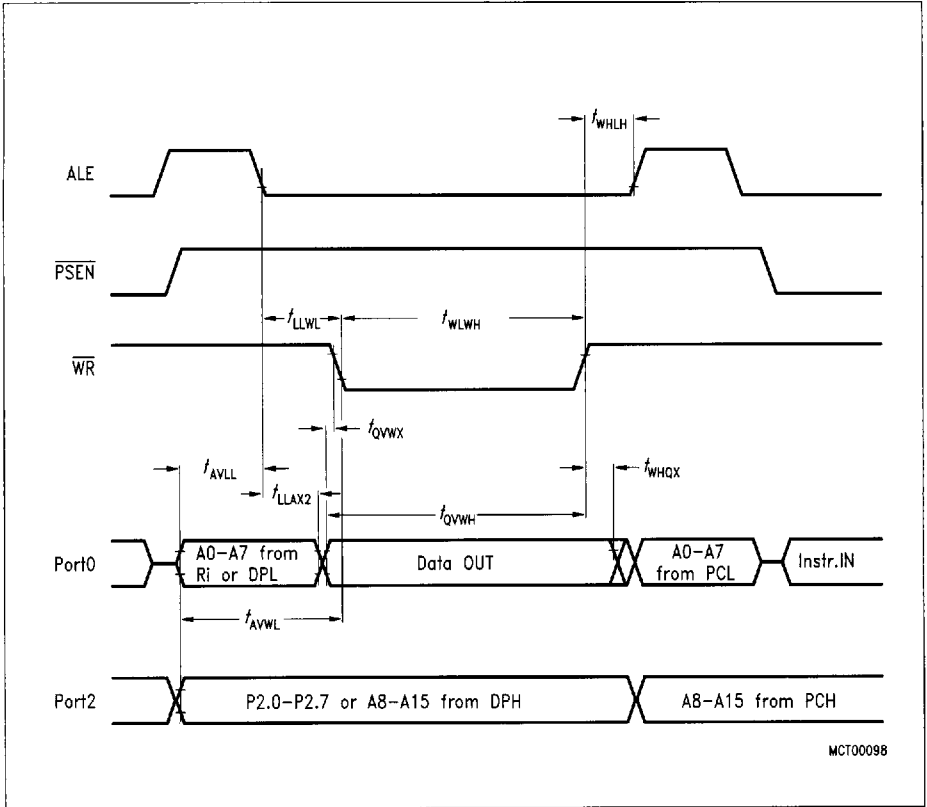 tWHLH
ALE
PSEN
tLLWL
tWLWH
WR
tQVWX
tAVLL
tWHQX
tLLAX2
tQVWH
Port0
A0-A7 from
Ri or DPL
Data OUT
A0-A7
from PCL
Instr.IN
tAVWL
Port2
P2.0-P2.7 or A8-A15 from DPH
A8-A15 from PCH
MCT00098